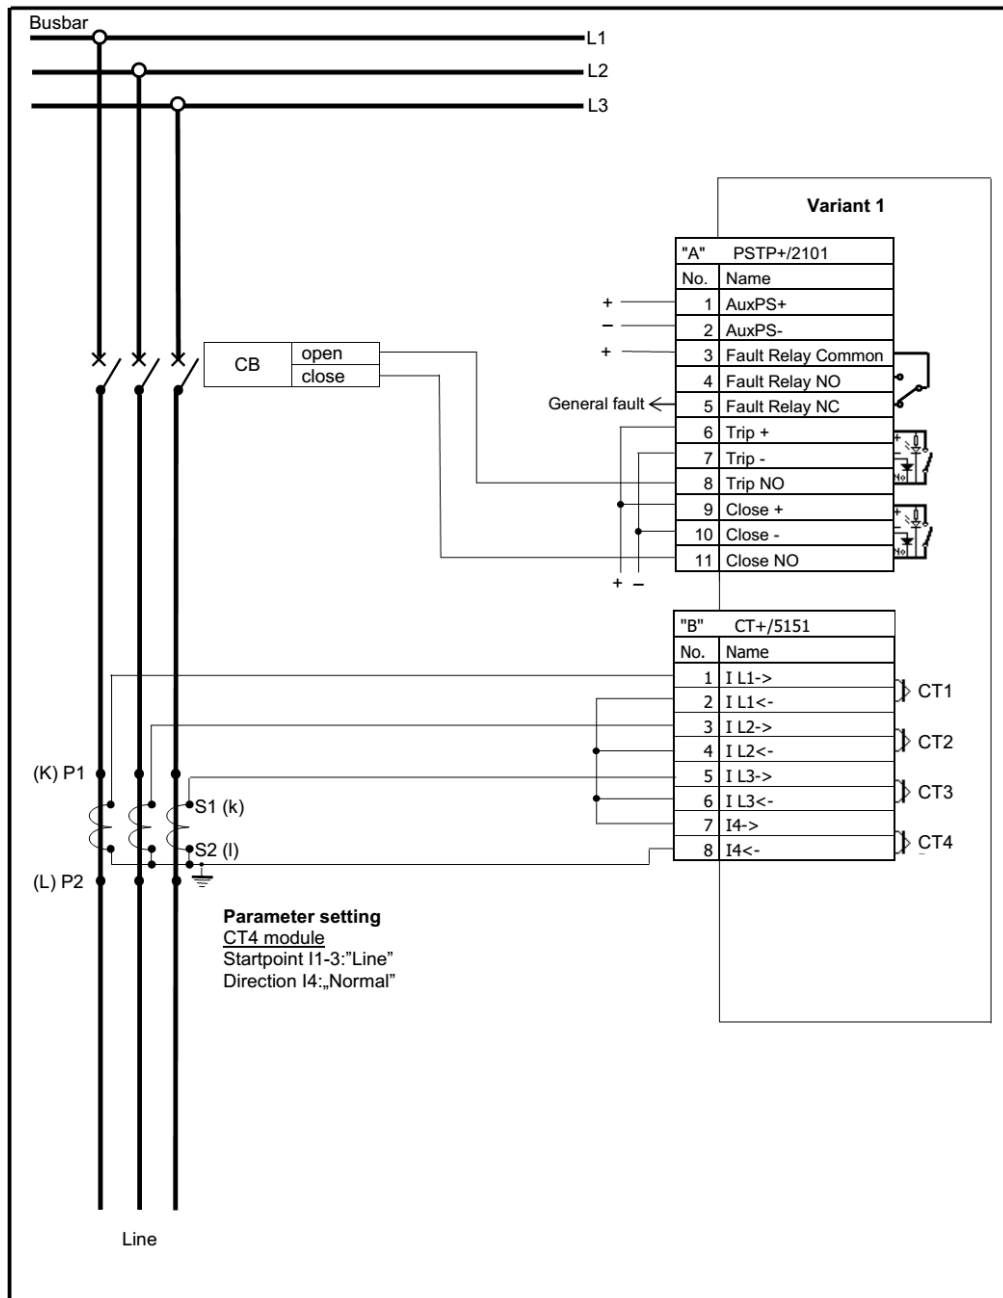 Busbar
L1
L2
L3
Variant 1
"A" PSTP+/2101
No. Name
+ 1 AuxPS+
– 2 AuxPS-
+ 3 Fault Relay Common
4 Fault Relay NO
General fault 5 Fault Relay NC
6 Trip +
7 Trip -
8 Trip NO
9 Close +
10 Close -
11 Close NO
CB open
close
+ –
"B" CT+/5151
No. Name
1 I L1->
2 I L1<-
3 I L2->
4 I L2<-
5 I L3->
6 I L3<-
7 I4->
8 I4<-
CT1
CT2
CT3
CT4
(K) P1
S1 (k)
S2 (l)
(L) P2
Parameter setting
CT4 module
Startpoint I1-3:”Line”
Direction I4:„Normal”
Line